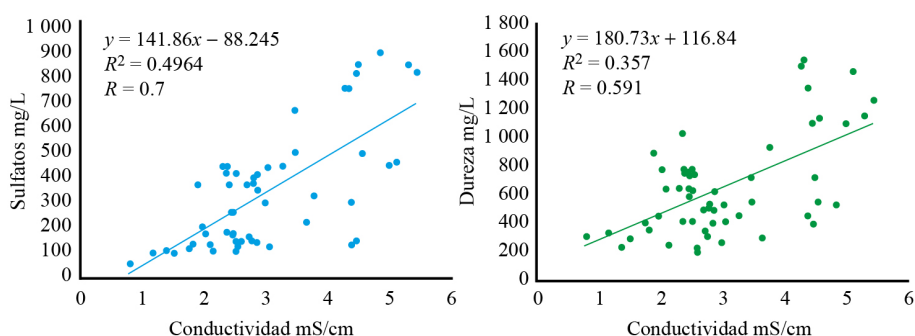 y = 141.86x – 88.245
R² = 0.4964
R = 0.7
Sulfatos mg/L
1 000
900
800
700
600
500
400
300
200
100
0
0 1 2 3 4 5 6
Conductividad mS/cm
y = 180.73x + 116.84
R² = 0.357
R = 0.591
Dureza mg/L
1 800
1 600
1 400
1 200
1 000
800
600
400
200
0
0 1 2 3 4 5 6
Conductividad mS/cm